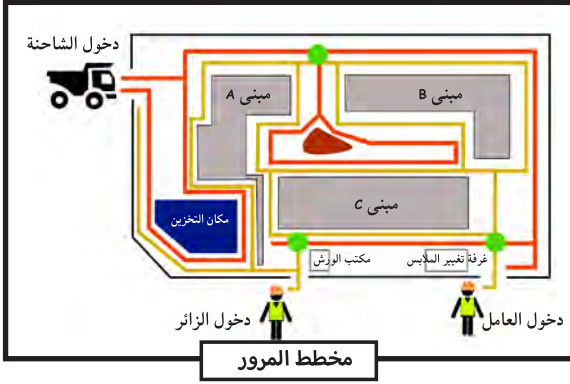 دخول الشاحنة
مبنى A
مبنى B
مبنى C
مكان التخزين
مكتب الورش
غرفة تغيير الملابس
دخول الزائر
دخول العامل
مخطط المرور